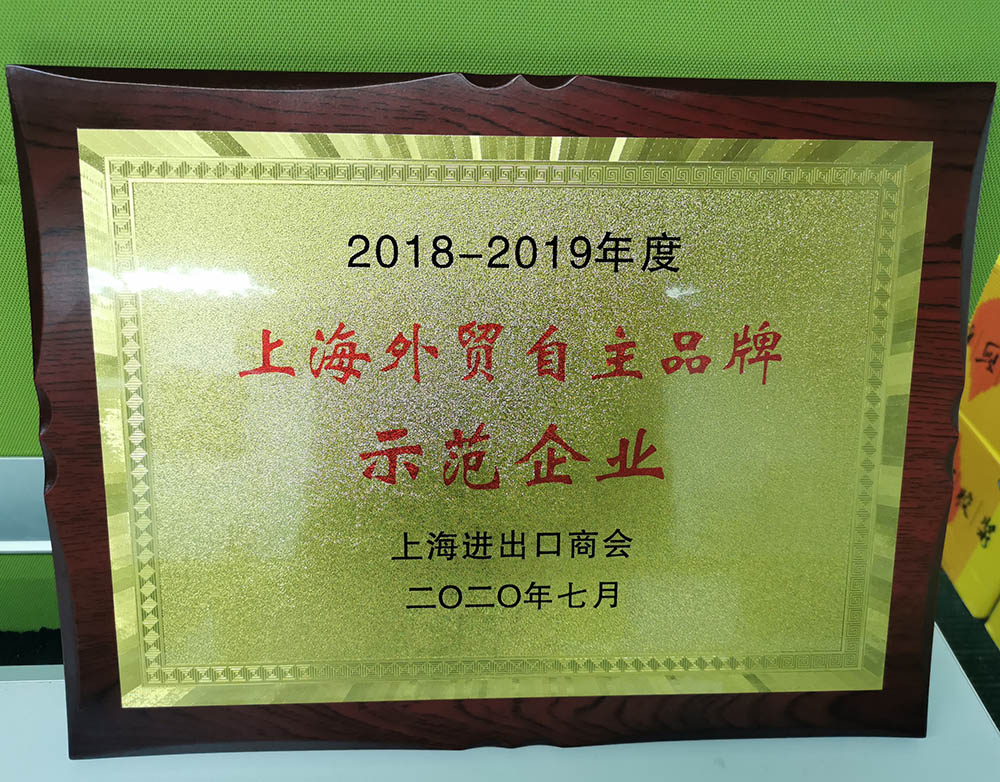 2018-2019年度
上海外贸自主品牌
示范企业
上海进出口商会
二〇二〇年七月